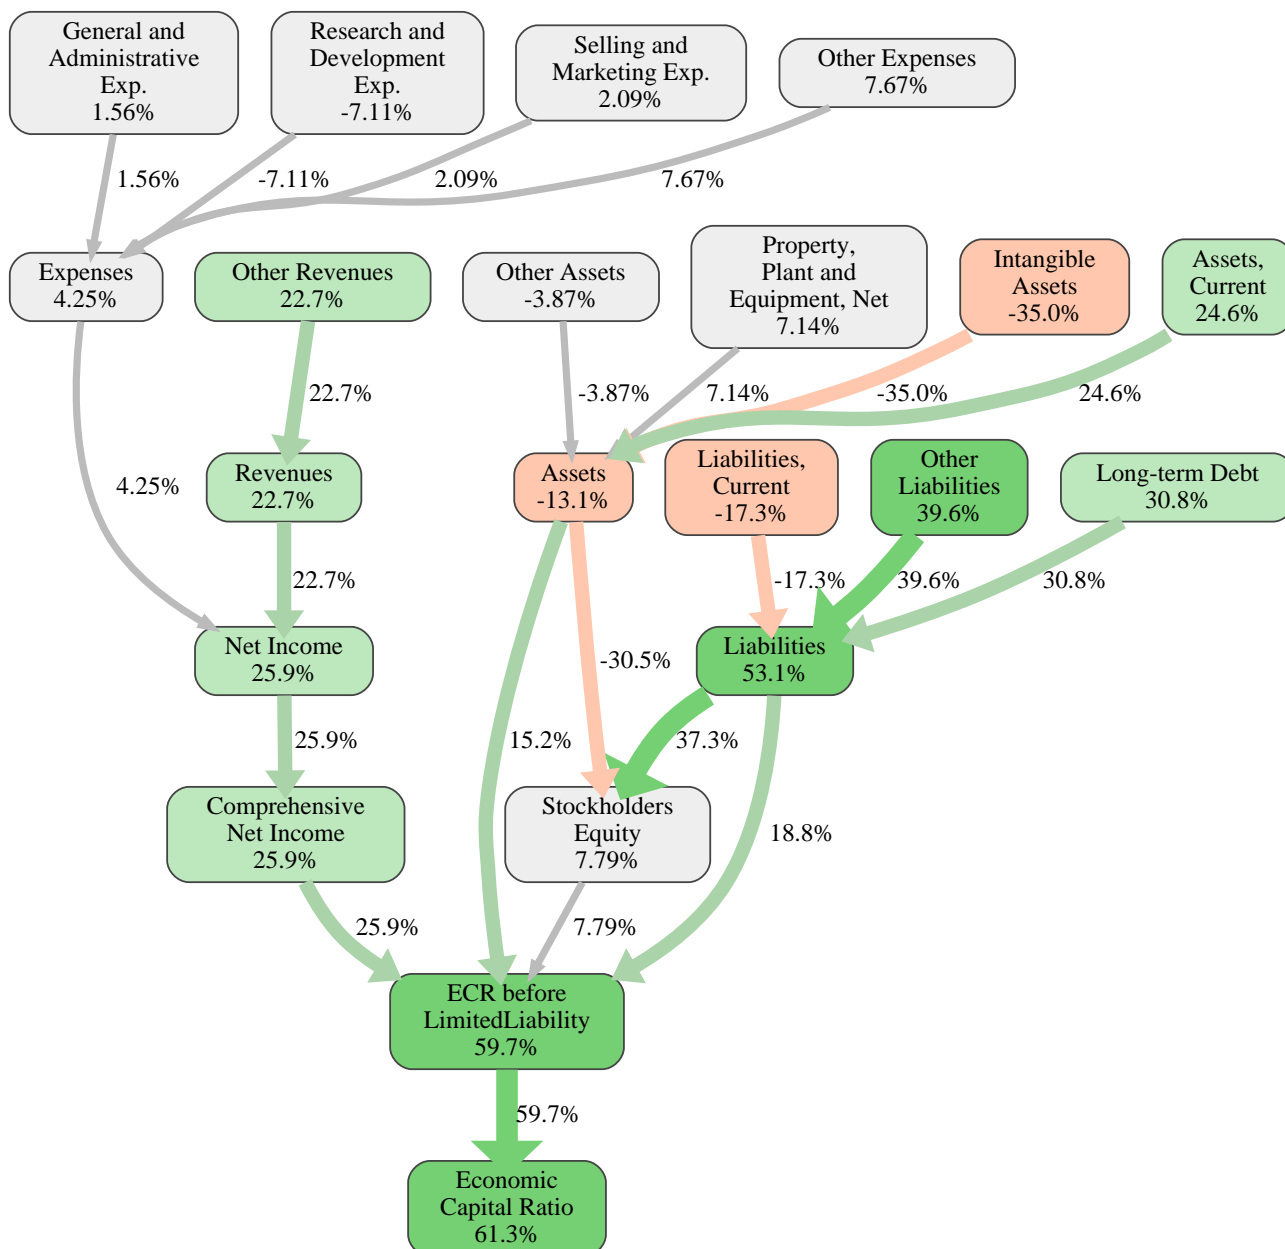 General and
Administrative
Exp.
1.56%
Research and
Development
Exp.
-7.11%
Selling and
Marketing Exp.
2.09%
Other Expenses
7.67%
1.56%
-7.11%
2.09%
7.67%
Expenses
4.25%
Other Revenues
22.7%
Other Assets
-3.87%
Property,
Plant and
Equipment, Net
7.14%
Intangible
Assets
-35.0%
Assets,
Current
24.6%
22.7%
-3.87%
7.14%
-35.0%
24.6%
Revenues
22.7%
Assets
-13.1%
Liabilities,
Current
-17.3%
Other
Liabilities
39.6%
Long-term Debt
30.8%
4.25%
22.7%
-17.3%
39.6%
30.8%
Net Income
25.9%
Liabilities
53.1%
-30.5%
25.9%
15.2%
37.3%
Comprehensive
Net Income
25.9%
Stockholders
Equity
7.79%
18.8%
25.9%
7.79%
ECR before
LimitedLiability
59.7%
59.7%
Economic
Capital Ratio
61.3%